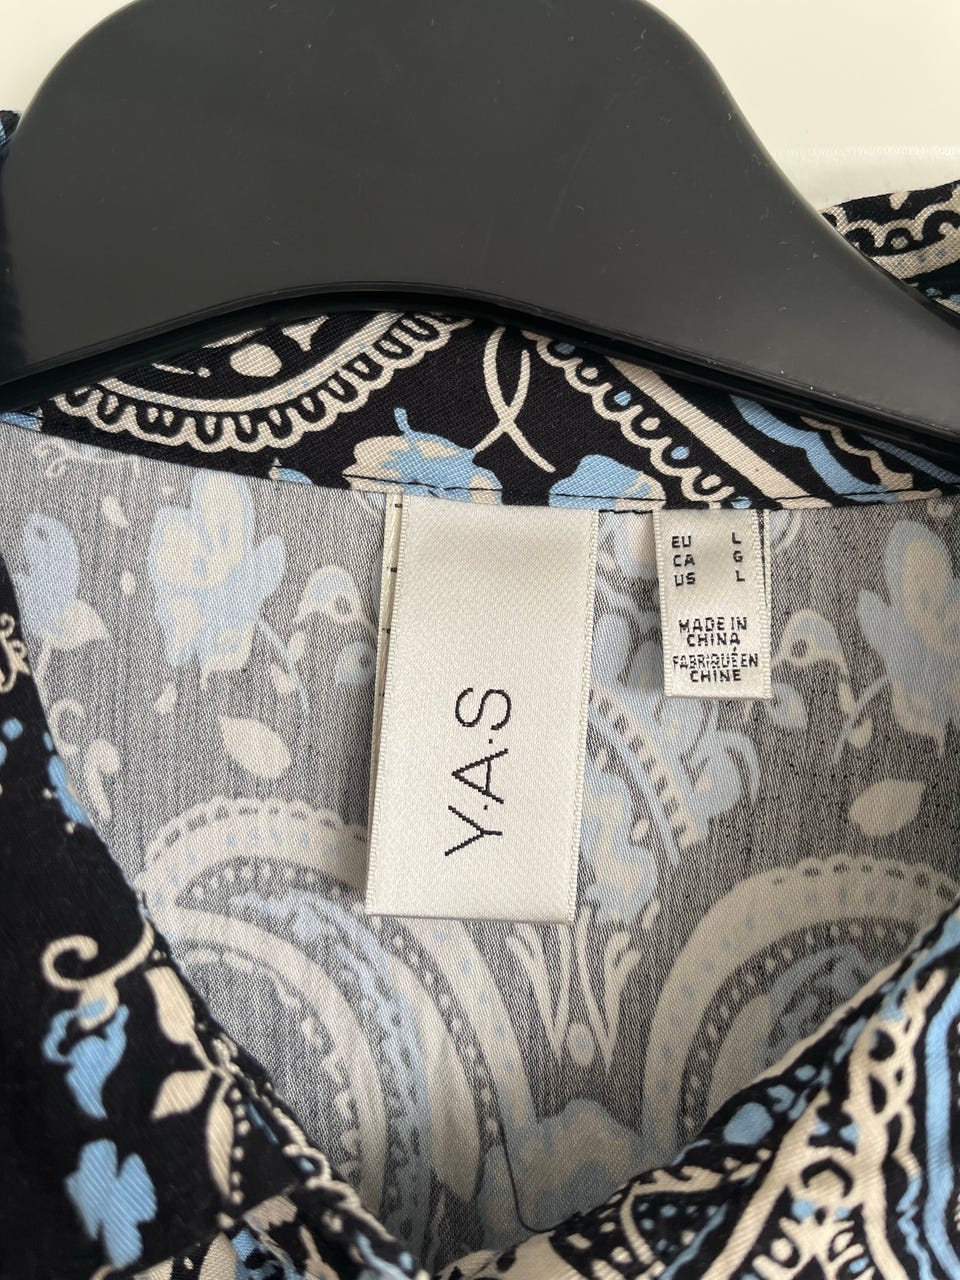 Y.A.S
EU L
CA G
US L
MADE IN
CHINA
FABRIQUÉ EN
CHINE